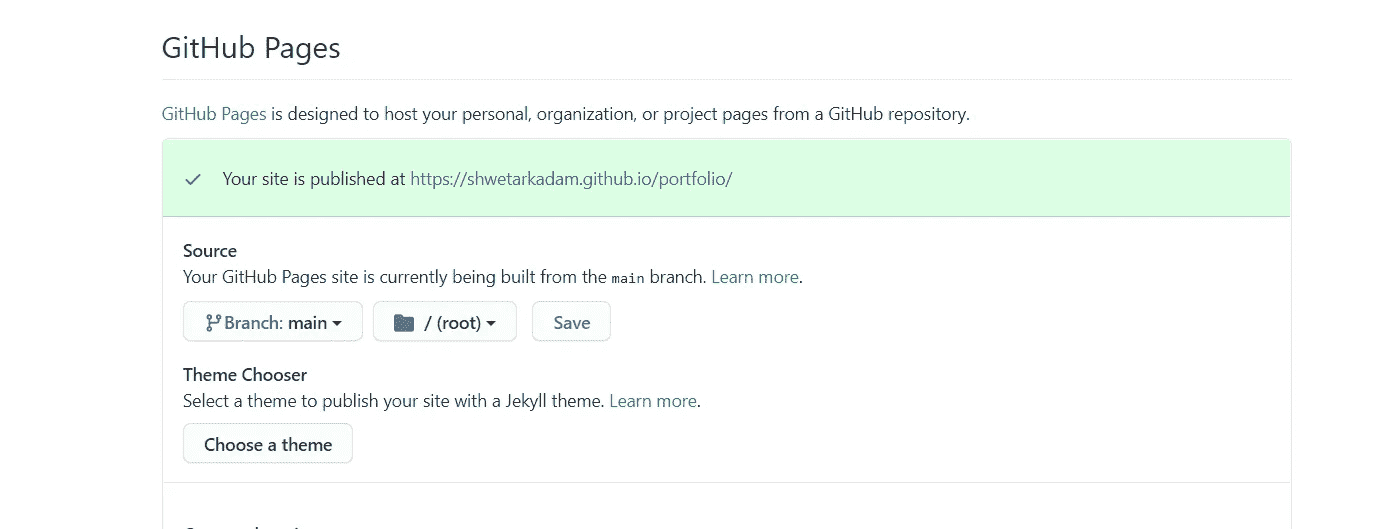 GitHub Pages
GitHub Pages is designed to host your personal, organization, or project pages from a GitHub repository.
Your site is published at https://shwetarkadam.github.io/portfolio/
Source
Your GitHub Pages site is currently being built from the main branch. Learn more.
Branch: main / (root) Save
Theme Chooser
Select a theme to publish your site with a Jekyll theme. Learn more.
Choose a theme